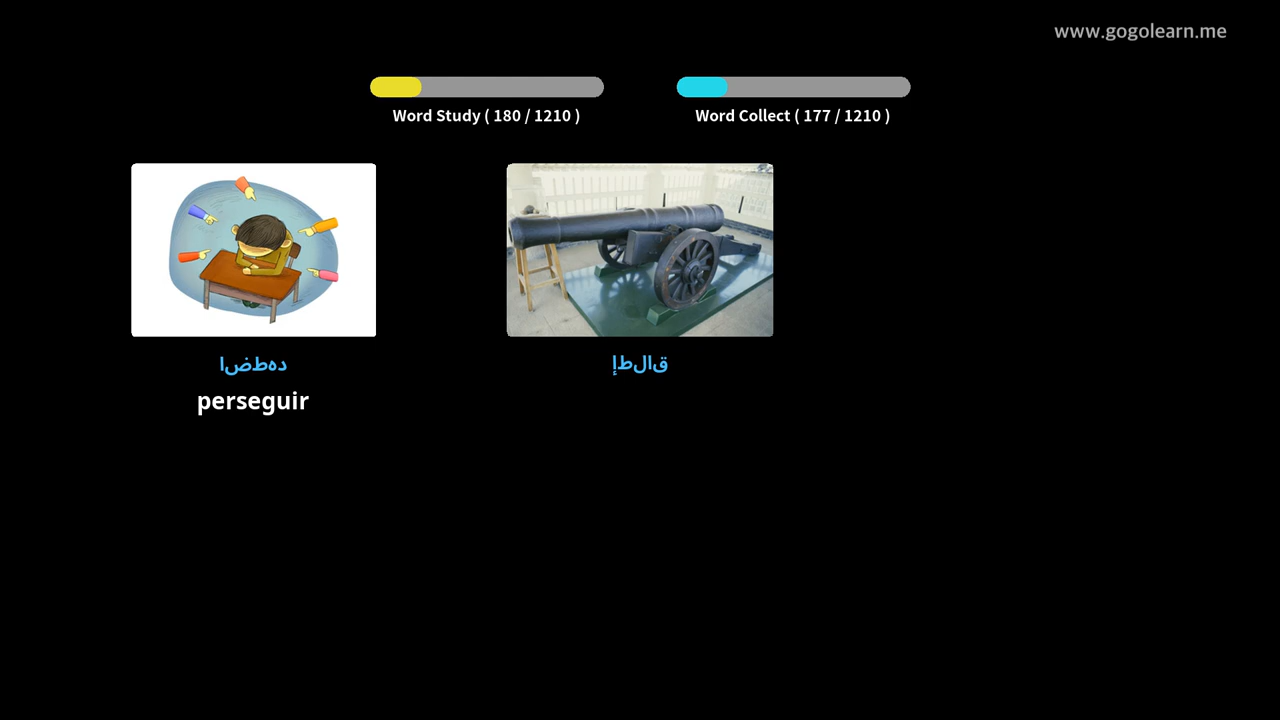 www.gogolearn.me
Word Study ( 180 / 1210 )
Word Collect ( 177 / 1210 )
دهطضا
قالطإ
perseguir